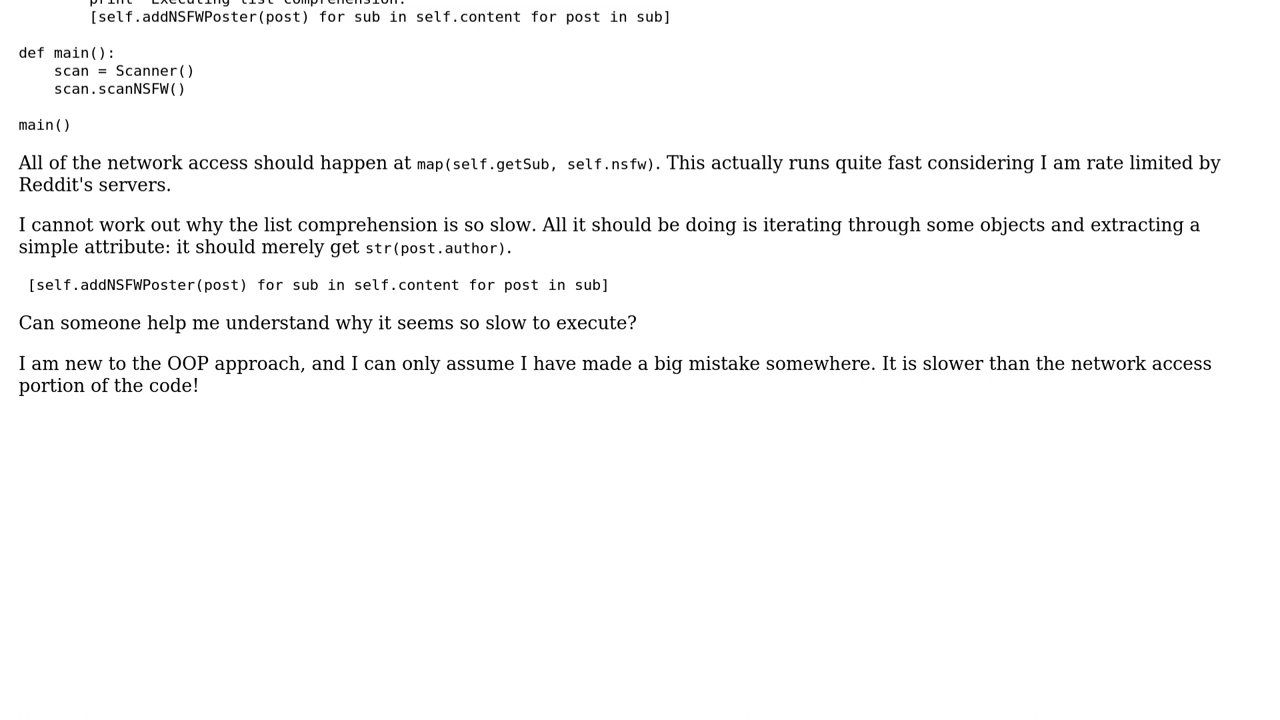 print "Executing list comprehension."
[self.addNSFWPoster(post) for sub in self.content for post in sub]
def main():
scan = Scanner()
scan.scanNSFW()
main()
All of the network access should happen at map(self.getSub, self.nsfw). This actually runs quite fast considering I am rate limited by
Reddit's servers.
I cannot work out why the list comprehension is so slow. All it should be doing is iterating through some objects and extracting a
simple attribute: it should merely get str(post.author).
[self.addNSFWPoster(post) for sub in self.content for post in sub]
Can someone help me understand why it seems so slow to execute?
I am new to the OOP approach, and I can only assume I have made a big mistake somewhere. It is slower than the network access
portion of the code!